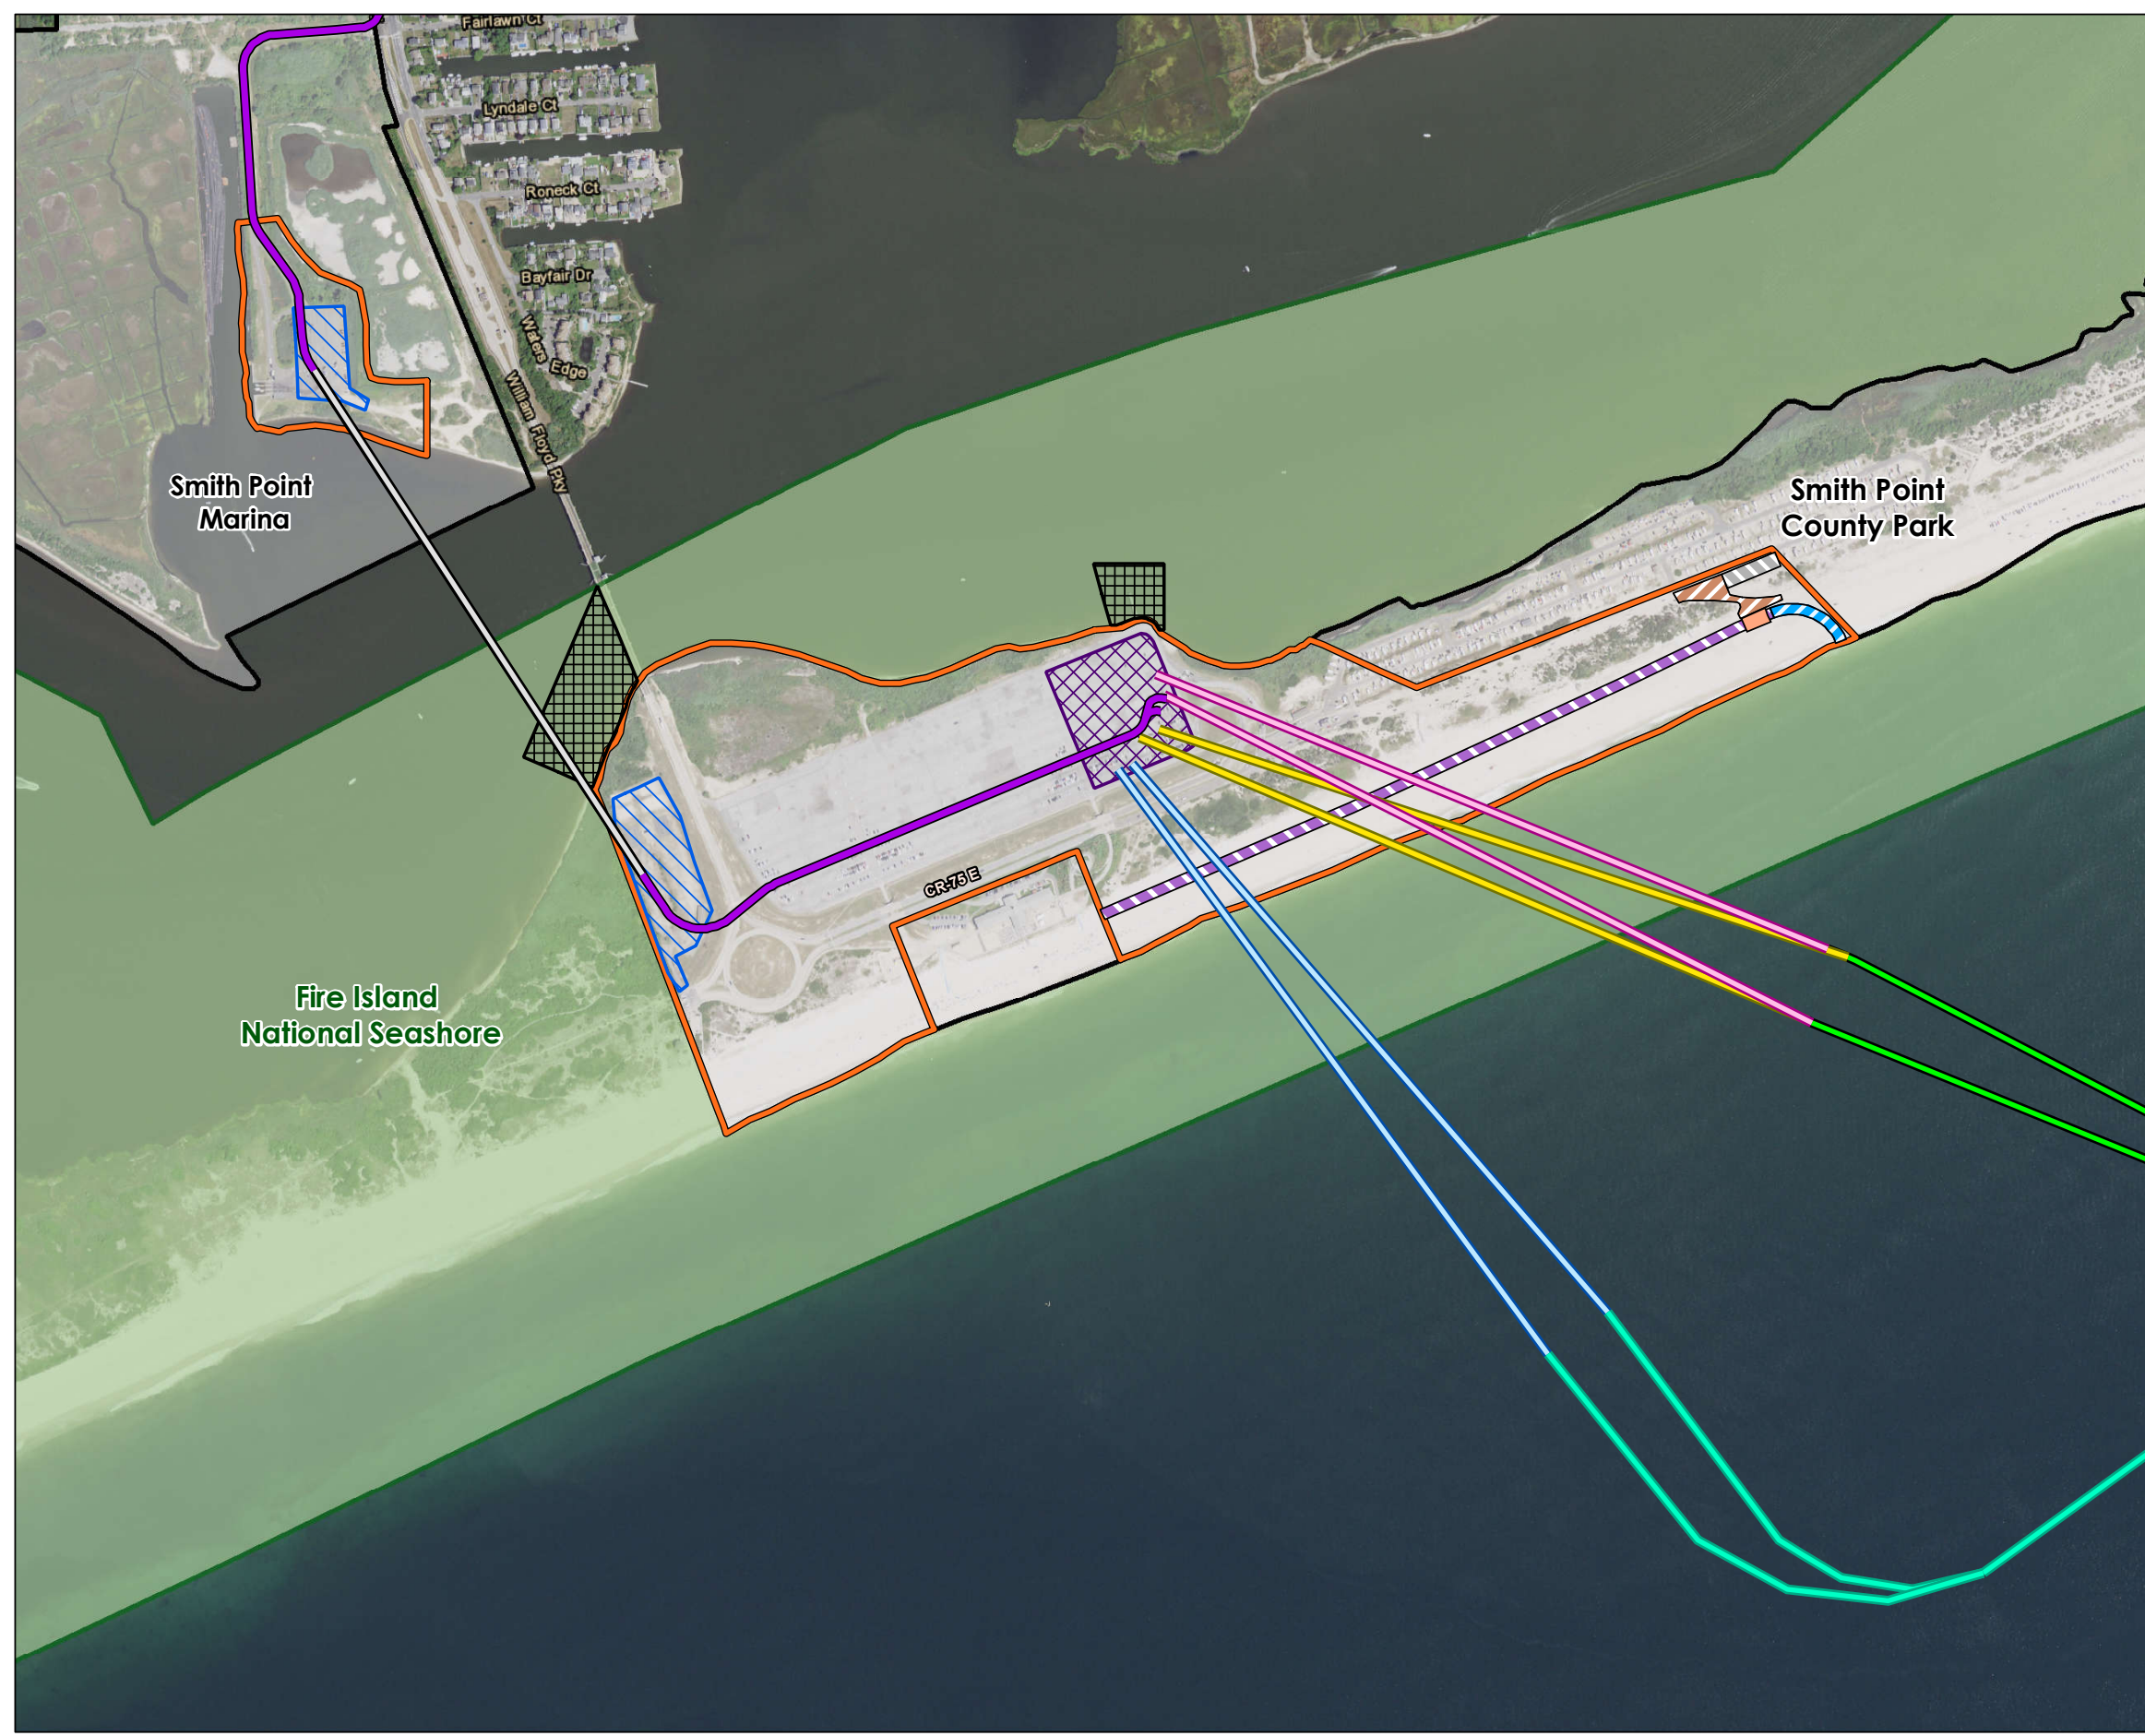 Fairlawn Ct
Lyndale Ct
Roneck Ct
Bayfair Dr
Waters Edge
William Floyd Pky
Smith Point
Marina
Smith Point
County Park
CR-75 E
Fire Island
National Seashore